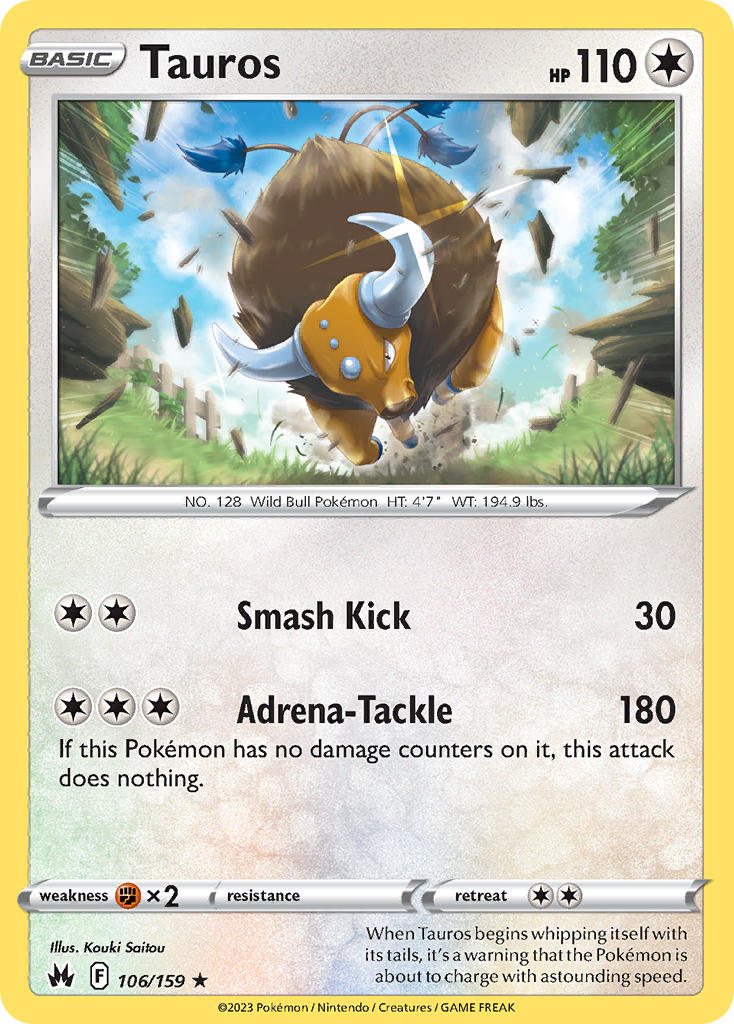 BASIC Tauros HP 110
NO. 128 Wild Bull Pokémon HT: 4'7" WT: 194.9 lbs.
Smash Kick 30
Adrena-Tackle 180
If this Pokémon has no damage counters on it, this attack
does nothing.
weakness ×2 resistance retreat
Illus. Kouki Saitou
When Tauros begins whipping itself with
its tails, it's a warning that the Pokémon is
about to charge with astounding speed.
F 106/159 ★
©2023 Pokémon / Nintendo / Creatures / GAME FREAK